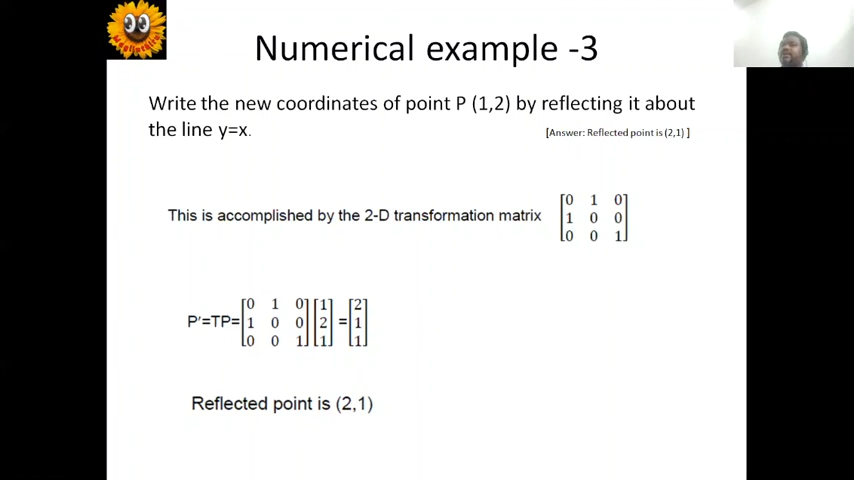 Numerical example -3
Write the new coordinates of point P (1,2) by reflecting it about
the line y=x.
[Answer: Reflected point is (2,1) ]
This is accomplished by the 2-D transformation matrix
[0 1 0]
[1 0 0]
[0 0 1]
P'=TP= [0 1 0] [1] = [2]
[1 0 0] [2] [1]
[0 0 1] [1] [1]
Reflected point is (2,1)